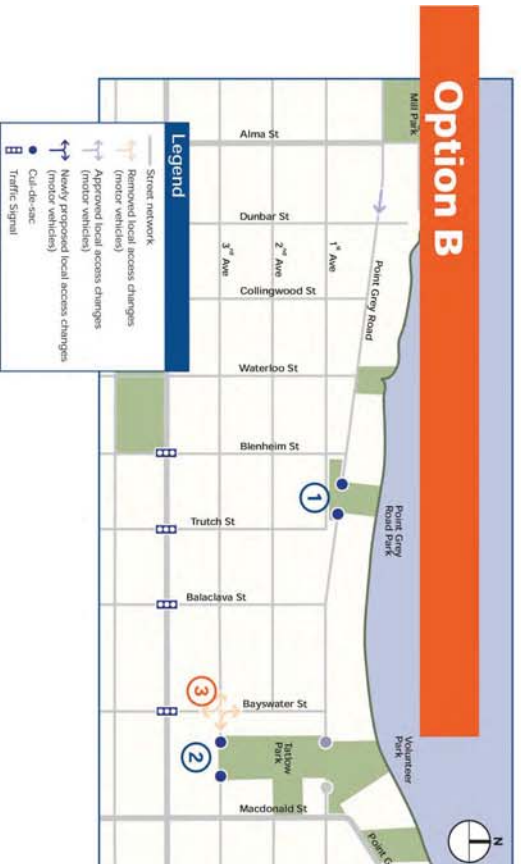 Option B
N
Mill Park
Alma St
Dunbar St
1st Ave
2nd Ave
3rd Ave
Point Grey Road
Collingwood St
Waterloo St
Blenheim St
1
Point Grey
Road Park
Trutch St
Balaclava St
3
Bayswater St
2
Tatlow
Park
Volunteer
Park
Macdonald St
Point G
Legend
Street network
Removed local access changes
(motor vehicles)
Approved local access changes
(motor vehicles)
Newly proposed local access changes
(motor vehicles)
Cul-de-sac
Traffic Signal